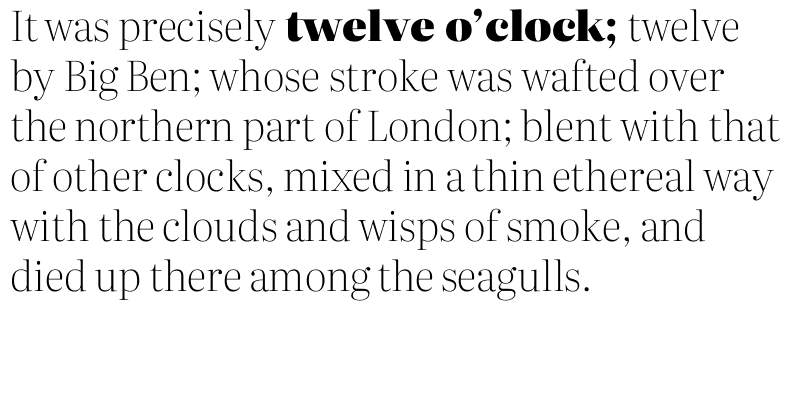 It was precisely twelve o’clock; twelve
by Big Ben; whose stroke was wafted over
the northern part of London; blent with that
of other clocks, mixed in a thin ethereal way
with the clouds and wisps of smoke, and
died up there among the seagulls.